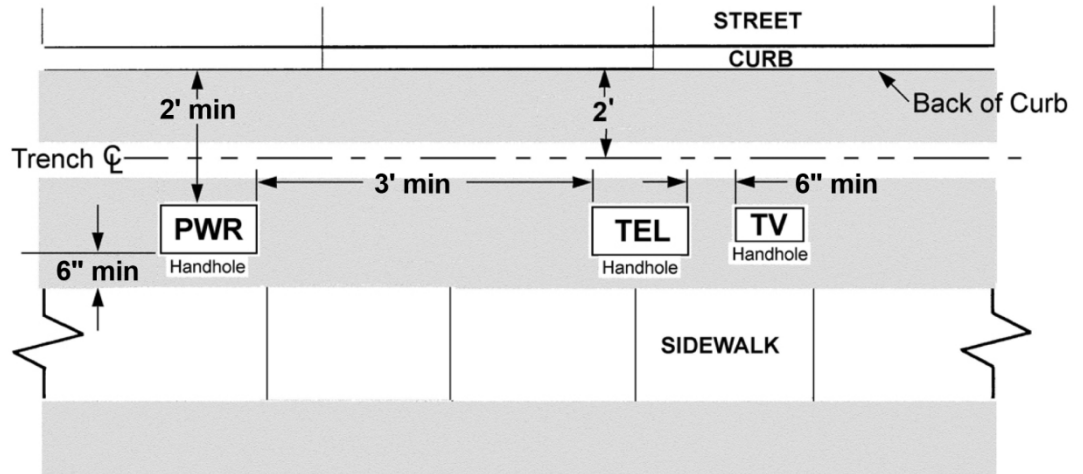 STREET
CURB
2' min
2'
Back of Curb
Trench ℄
3' min
6" min
PWR
TEL
TV
Handhole
Handhole
Handhole
6" min
SIDEWALK